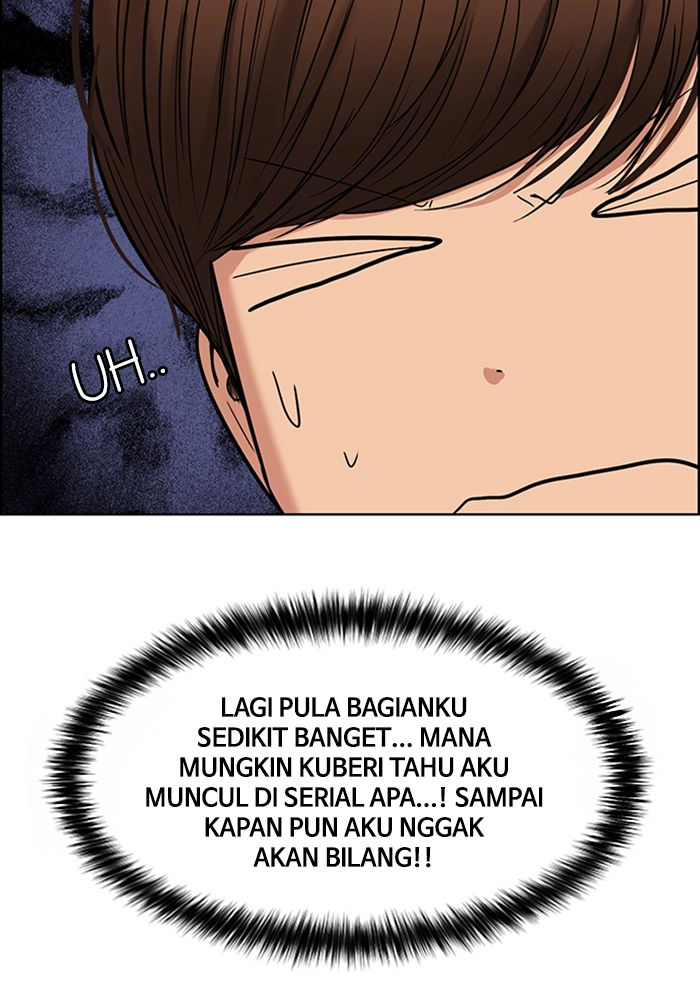 UH..
LAGI PULA BAGIANKU
SEDIKIT BANGET... MANA
MUNGKIN KUBERI TAHU AKU
MUNCUL DI SERIAL APA...! SAMPAI
KAPAN PUN AKU NGGAK
AKAN BILANG!!